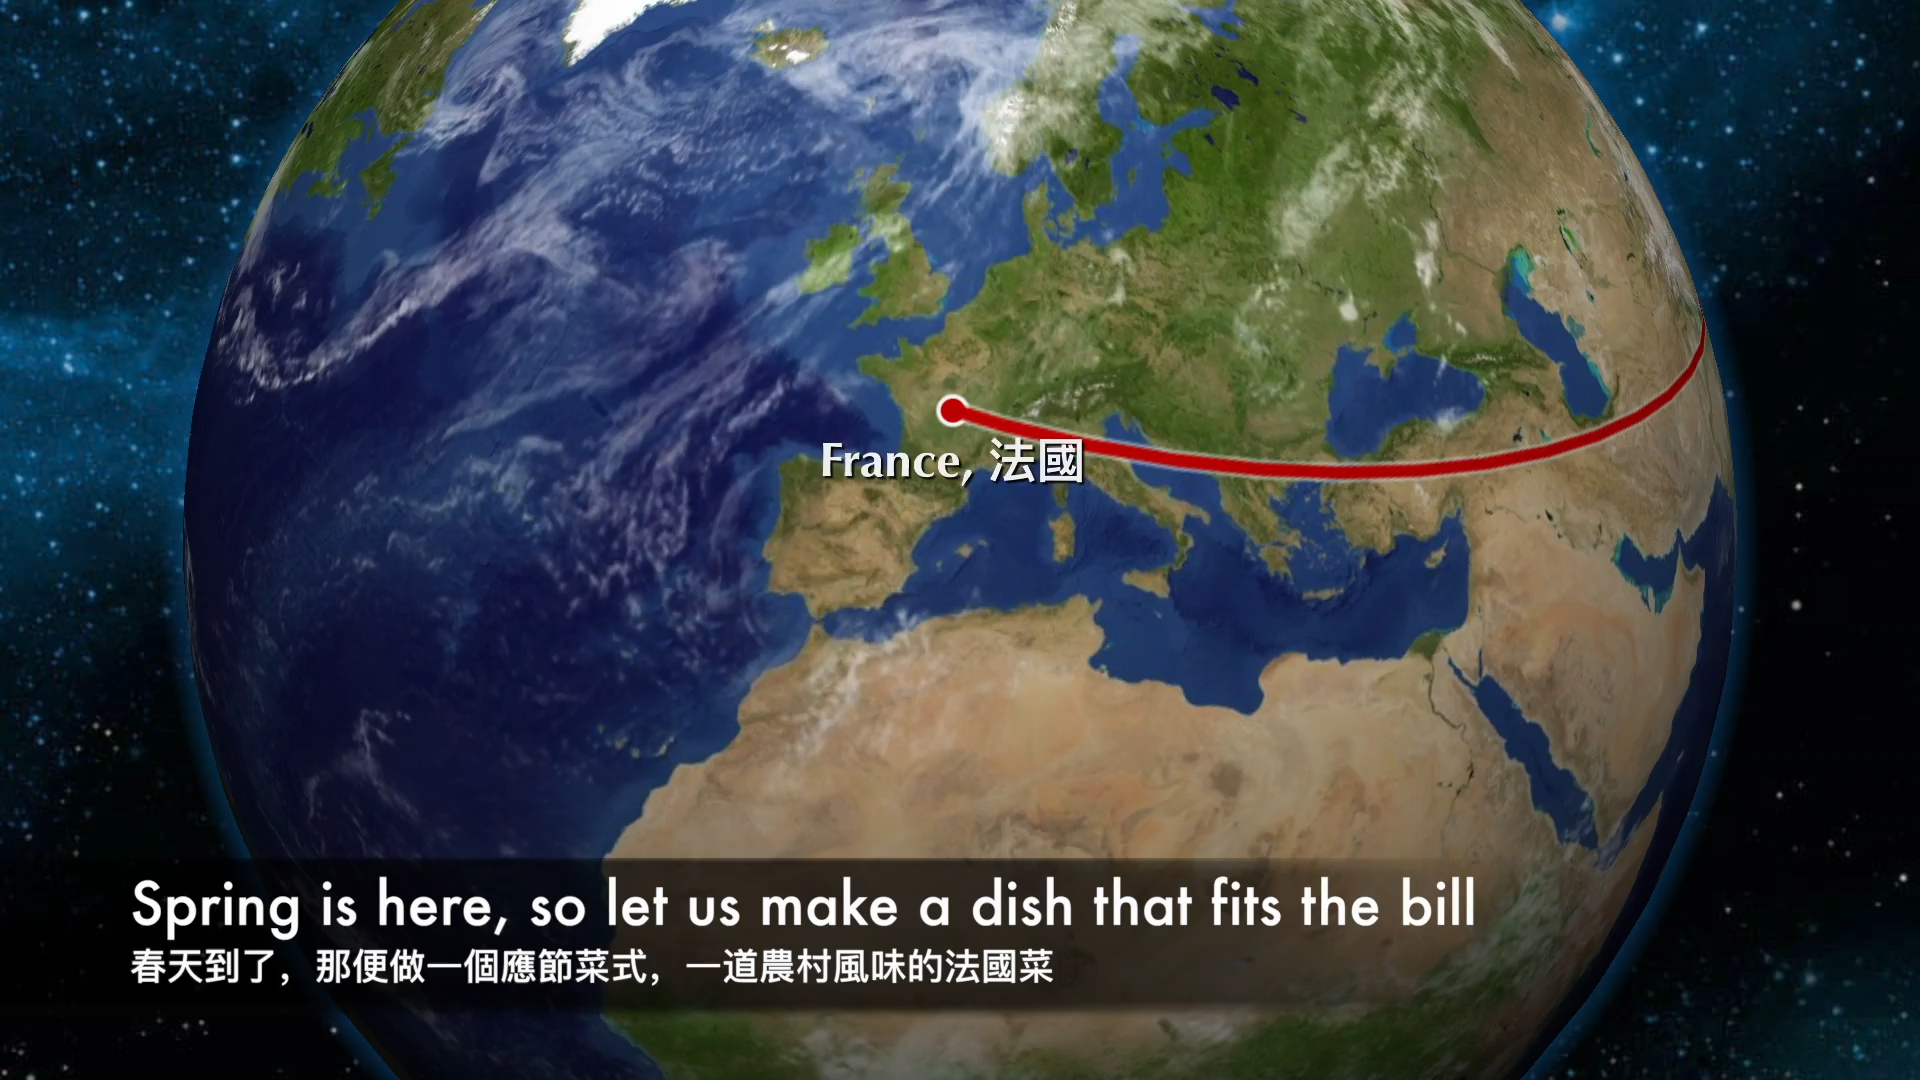 France, 法國
Spring is here, so let us make a dish that fits the bill
春天到了，那便做一個應節菜式，一道農村風味的法國菜